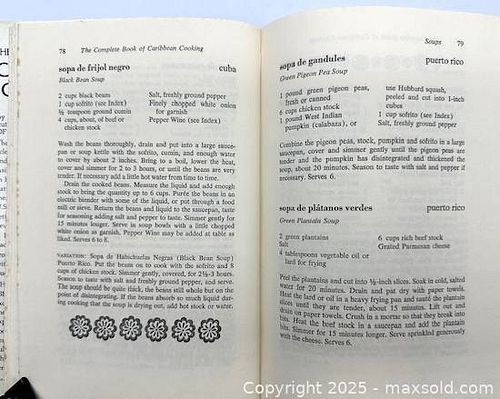 78 The Complete Book of Caribbean Cooking
sopa de frijol negro cuba
Black Bean Soup
2 cups black beans
1 cup sofrito (see Index)
½ teaspoon ground cumin
4 cups, about, of beef or
chicken stock
Salt, freshly ground pepper
Finely chopped white onion
for garnish
Pepper Wine (see Index)
Wash the beans thoroughly, drain and put into a large sauce-
pan or soup kettle with the sofrito, cumin, and enough water
to cover by about 2 inches. Bring to a boil, lower the heat,
cover and simmer for 2 to 3 hours, or until the beans are very
tender. If necessary add a little hot water from time to time.
Drain the cooked beans. Measure the liquid and add enough
stock to bring the quantity up to 6 cups. Purée the beans in an
electric blender with some of the liquid, or put through a food
mill or sieve. Return the liquid to the saucepan, taste
for seasoning adding salt and pepper to taste. Simmer gently for
15 minutes longer. Serve in soup bowls with a little chopped
white onion as garnish. Pepper Wine may be added at table as
liked. Serves 6 to 8.
VARIATION: Sopa de Habichuelas Negras (Black Bean Soup)
Puerto Rico. Put the beans on to cook with the sofrito and 8
cups of chicken stock. Simmer gently, covered, for 2½-3 hours.
Season to taste with salt and freshly ground pepper, and serve.
The soup should be quite thick, the beans still whole but on the
point of disintegrating. If the beans absorb so much liquid dur-
ing cooking that the soup is drying out, add hot stock or water.
Soups 79
sopa de gandules puerto rico
Green Pigeon Pea Soup
1 pound green pigeon peas,
fresh or canned
6 cups chicken stock
1 pound West Indian
pumpkin (calabaza), or
use Hubbard squash,
peeled and cut into 1-inch
cubes
1 cup sofrito (see Index)
Salt, freshly ground pepper
Combine the pigeon peas, stock, pumpkin and sofrito in a large
saucepan, cover and simmer gently until the pigeon peas are
tender and the pumpkin has disintegrated and thickened the
soup, about 20 minutes. Season to taste with salt and pepper if
necessary. Serves 6.
sopa de plátanos verdes puerto rico
Green Plantain Soup
2 green plantains
Salt
4 tablespoons vegetable oil or
lard for frying
6 cups rich beef stock
Grated Parmesan cheese
Peel the plantains and cut into ½-inch slices. Soak in cold, salted
water for 20 minutes. Drain and pat dry with paper towels.
Heat the lard or oil in a heavy frying pan and sauté the plantain
slices until they are tender, about 15 minutes. Lift out and
drain on paper towels. Crush in a mortar so that they break into
bits. Heat the beef stock in a saucepan and add the plantain
bits. Simmer for 15 minutes longer. Serve sprinkled generously
with the cheese. Serves 6.
Copyright 2025 - maxsold.com